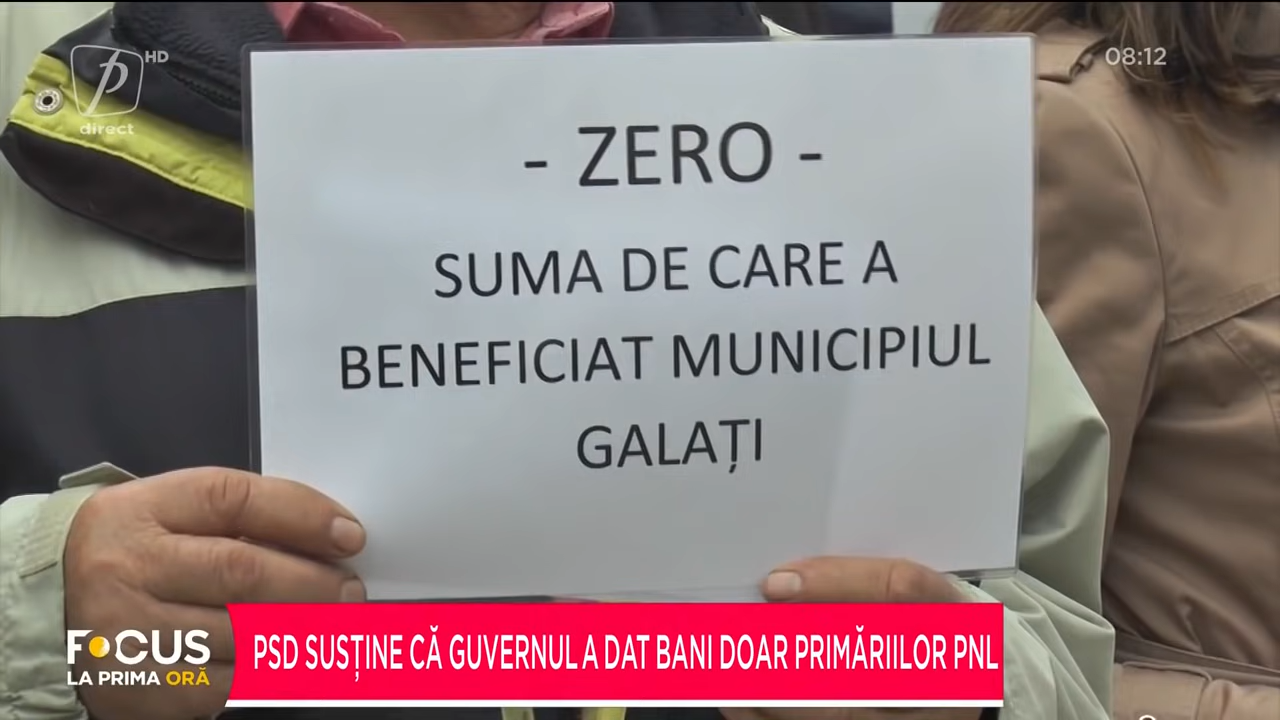 HD
08:12
direct
- ZERO -
SUMA DE CARE A
BENEFICIAT MUNICIPIUL
GALAȚI
FOCUS
LA PRIMA ORĂ
PSD SUSȚINE CĂ GUVERNUL A DAT BANI DOAR PRIMĂRIILOR PNL